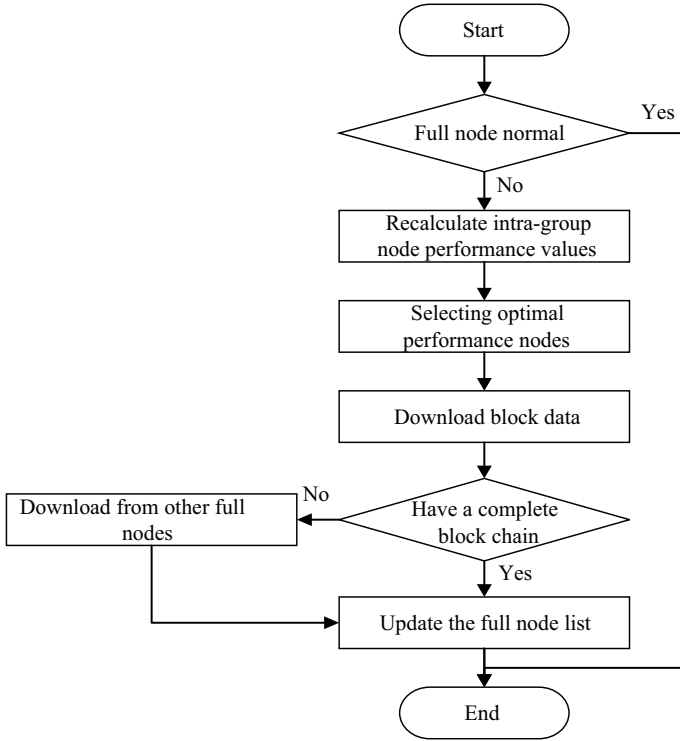 Start
Full node normal
Yes
No
Recalculate intra-group
node performance values
Selecting optimal
performance nodes
Download block data
Have a complete
block chain
No
Download from other full
nodes
Yes
Update the full node list
End